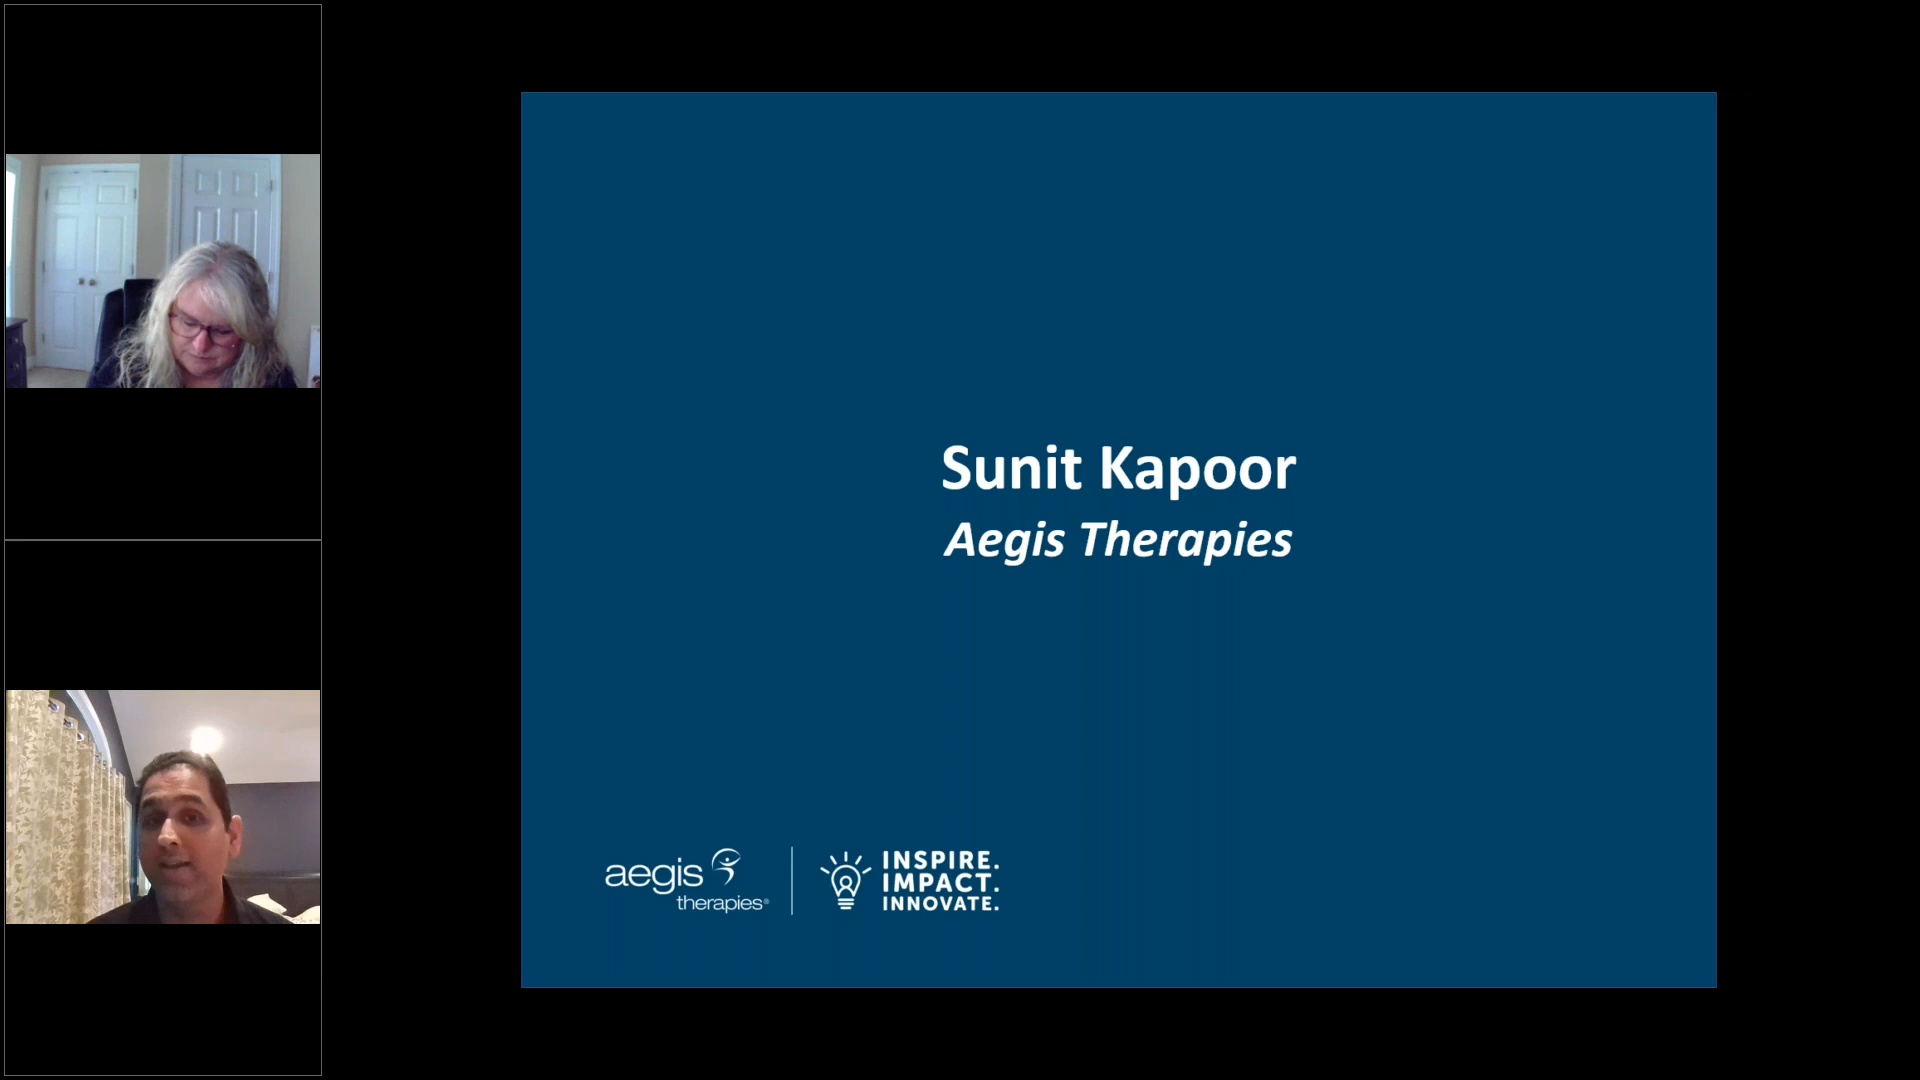 Sunit Kapoor
Aegis Therapies
aegis
therapies®
INSPIRE.
IMPACT.
INNOVATE.